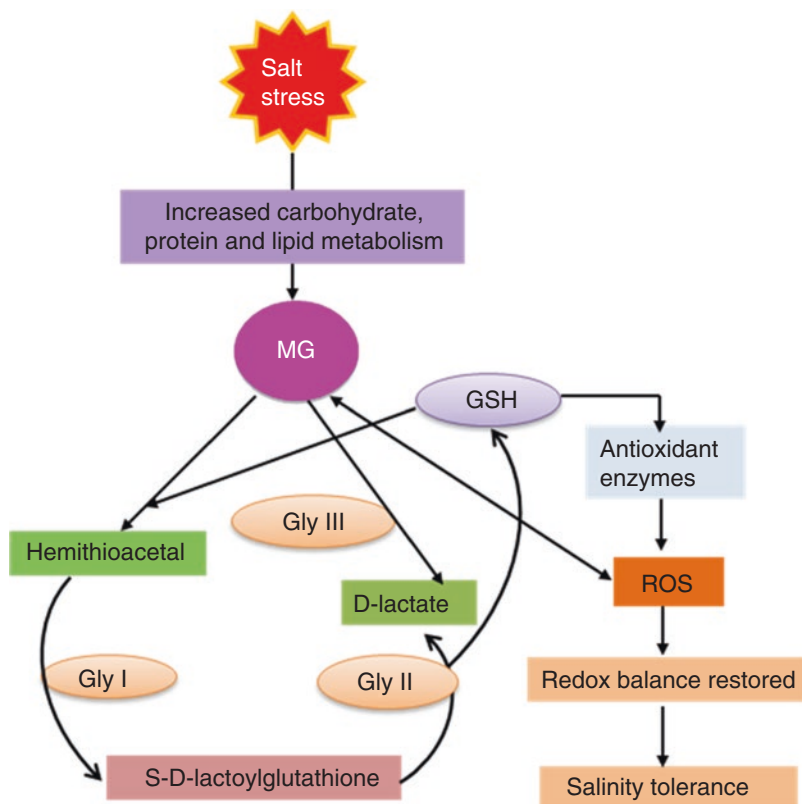 Salt
stress
Increased carbohydrate,
protein and lipid metabolism
MG
GSH
Antioxidant
enzymes
Gly III
Hemithioacetal
D-lactate
ROS
Gly I
Gly II
Redox balance restored
S-D-lactoylglutathione
Salinity tolerance